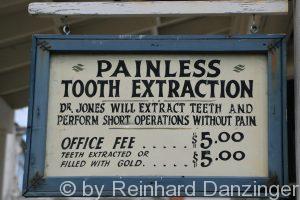 PAINLESS
TOOTH EXTRACTION
DR. JONES WILL EXTRACT TEETH AND
PERFORM SHORT OPERATIONS WITHOUT PAIN.
OFFICE FEE .... $5.00
TEETH EXTRACTED OR
FILLED WITH GOLD..... $5.00
© by Reinhard Danzinger